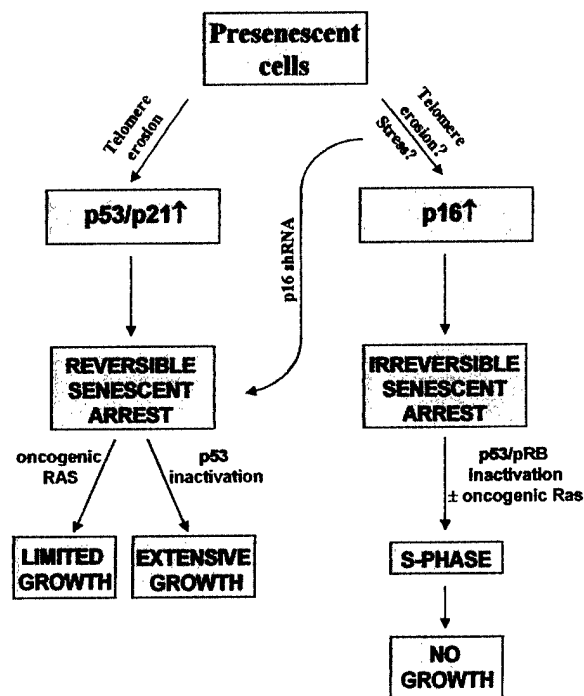 Presenescent
cells
Telomere
erosion
Telomere
erosion?
Stress?
p53/p21↑
p16↑
p16 shRNA
REVERSIBLE
SENESCENT
ARREST
IRREVERSIBLE
SENESCENT
ARREST
oncogenic
RAS
p53
inactivation
p53/pRB
inactivation
± oncogenic Ras
LIMITED
GROWTH
EXTENSIVE
GROWTH
S-PHASE
NO
GROWTH